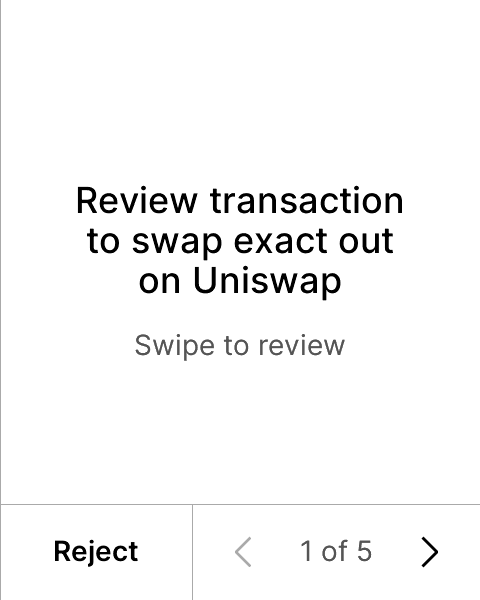 Review transaction
to swap exact out
on Uniswap
Swipe to review
Reject
1 of 5